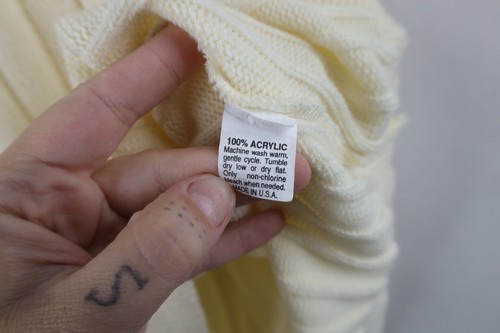 100% ACRYLIC
Machine wash warm,
gentle cycle. Tumble
dry low or dry flat.
Only non-chlorine
bleach when needed.
MADE IN U.S.A.